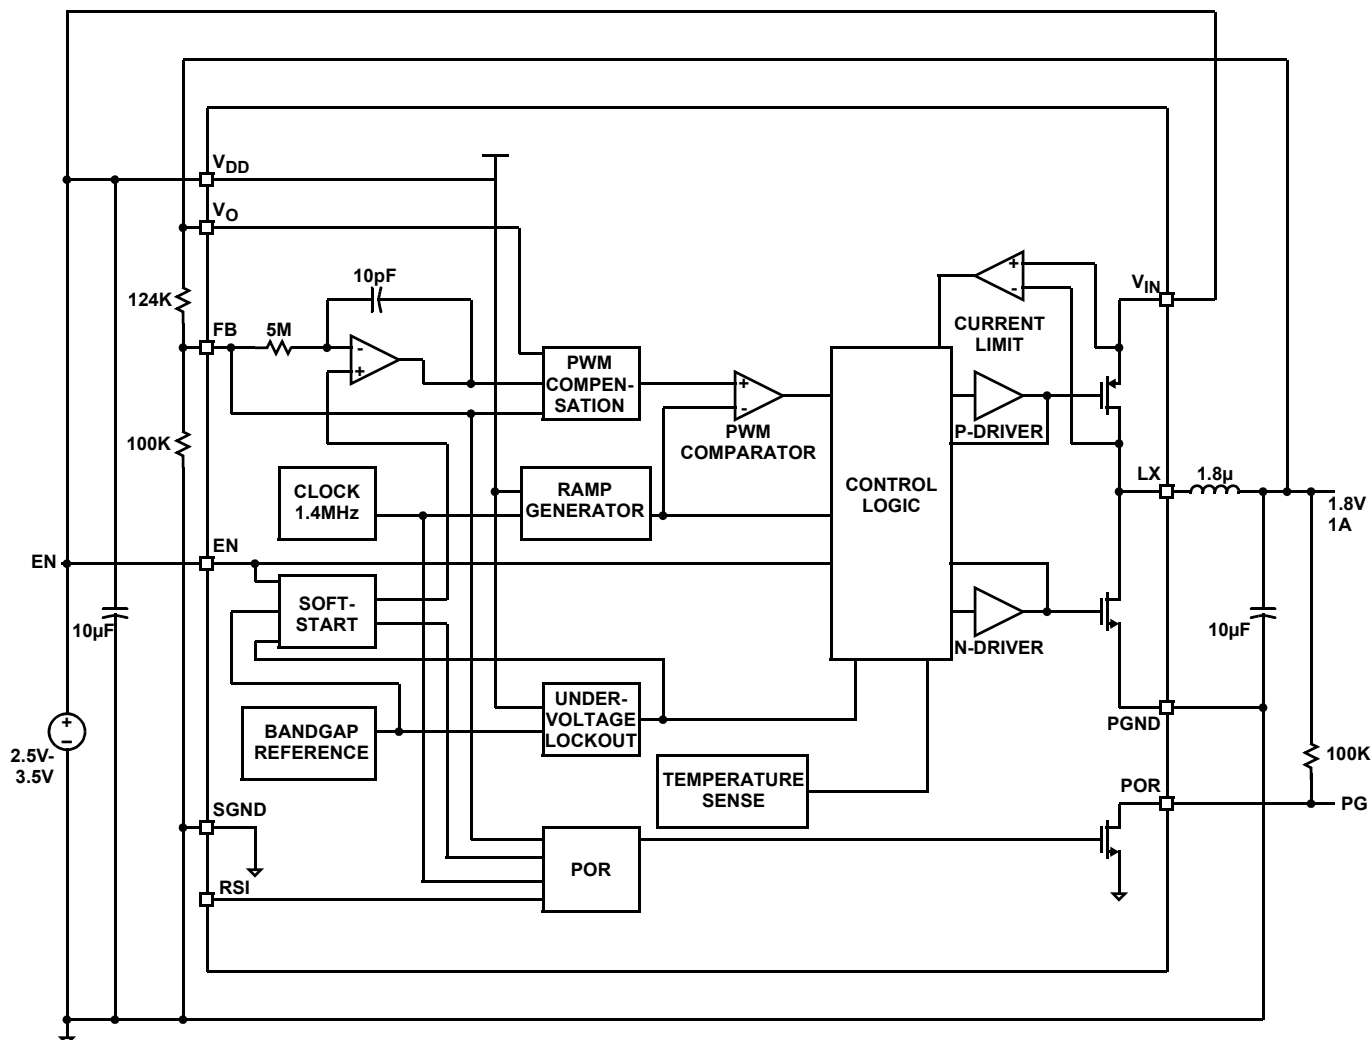 VDD
VO
10pF
124K
FB
5M
-
+
PWM
COMPEN-
SATION
+
-
PWM
COMPARATOR
+
-
CURRENT
LIMIT
VIN
P-DRIVER
100K
CLOCK
1.4MHz
RAMP
GENERATOR
CONTROL
LOGIC
LX
1.8µ
1.8V
1A
EN
EN
SOFT-
START
10µF
N-DRIVER
10µF
UNDER-
VOLTAGE
LOCKOUT
BANDGAP
REFERENCE
PGND
+
–
2.5V-
3.5V
TEMPERATURE
SENSE
100K
POR
PG
SGND
POR
RSI